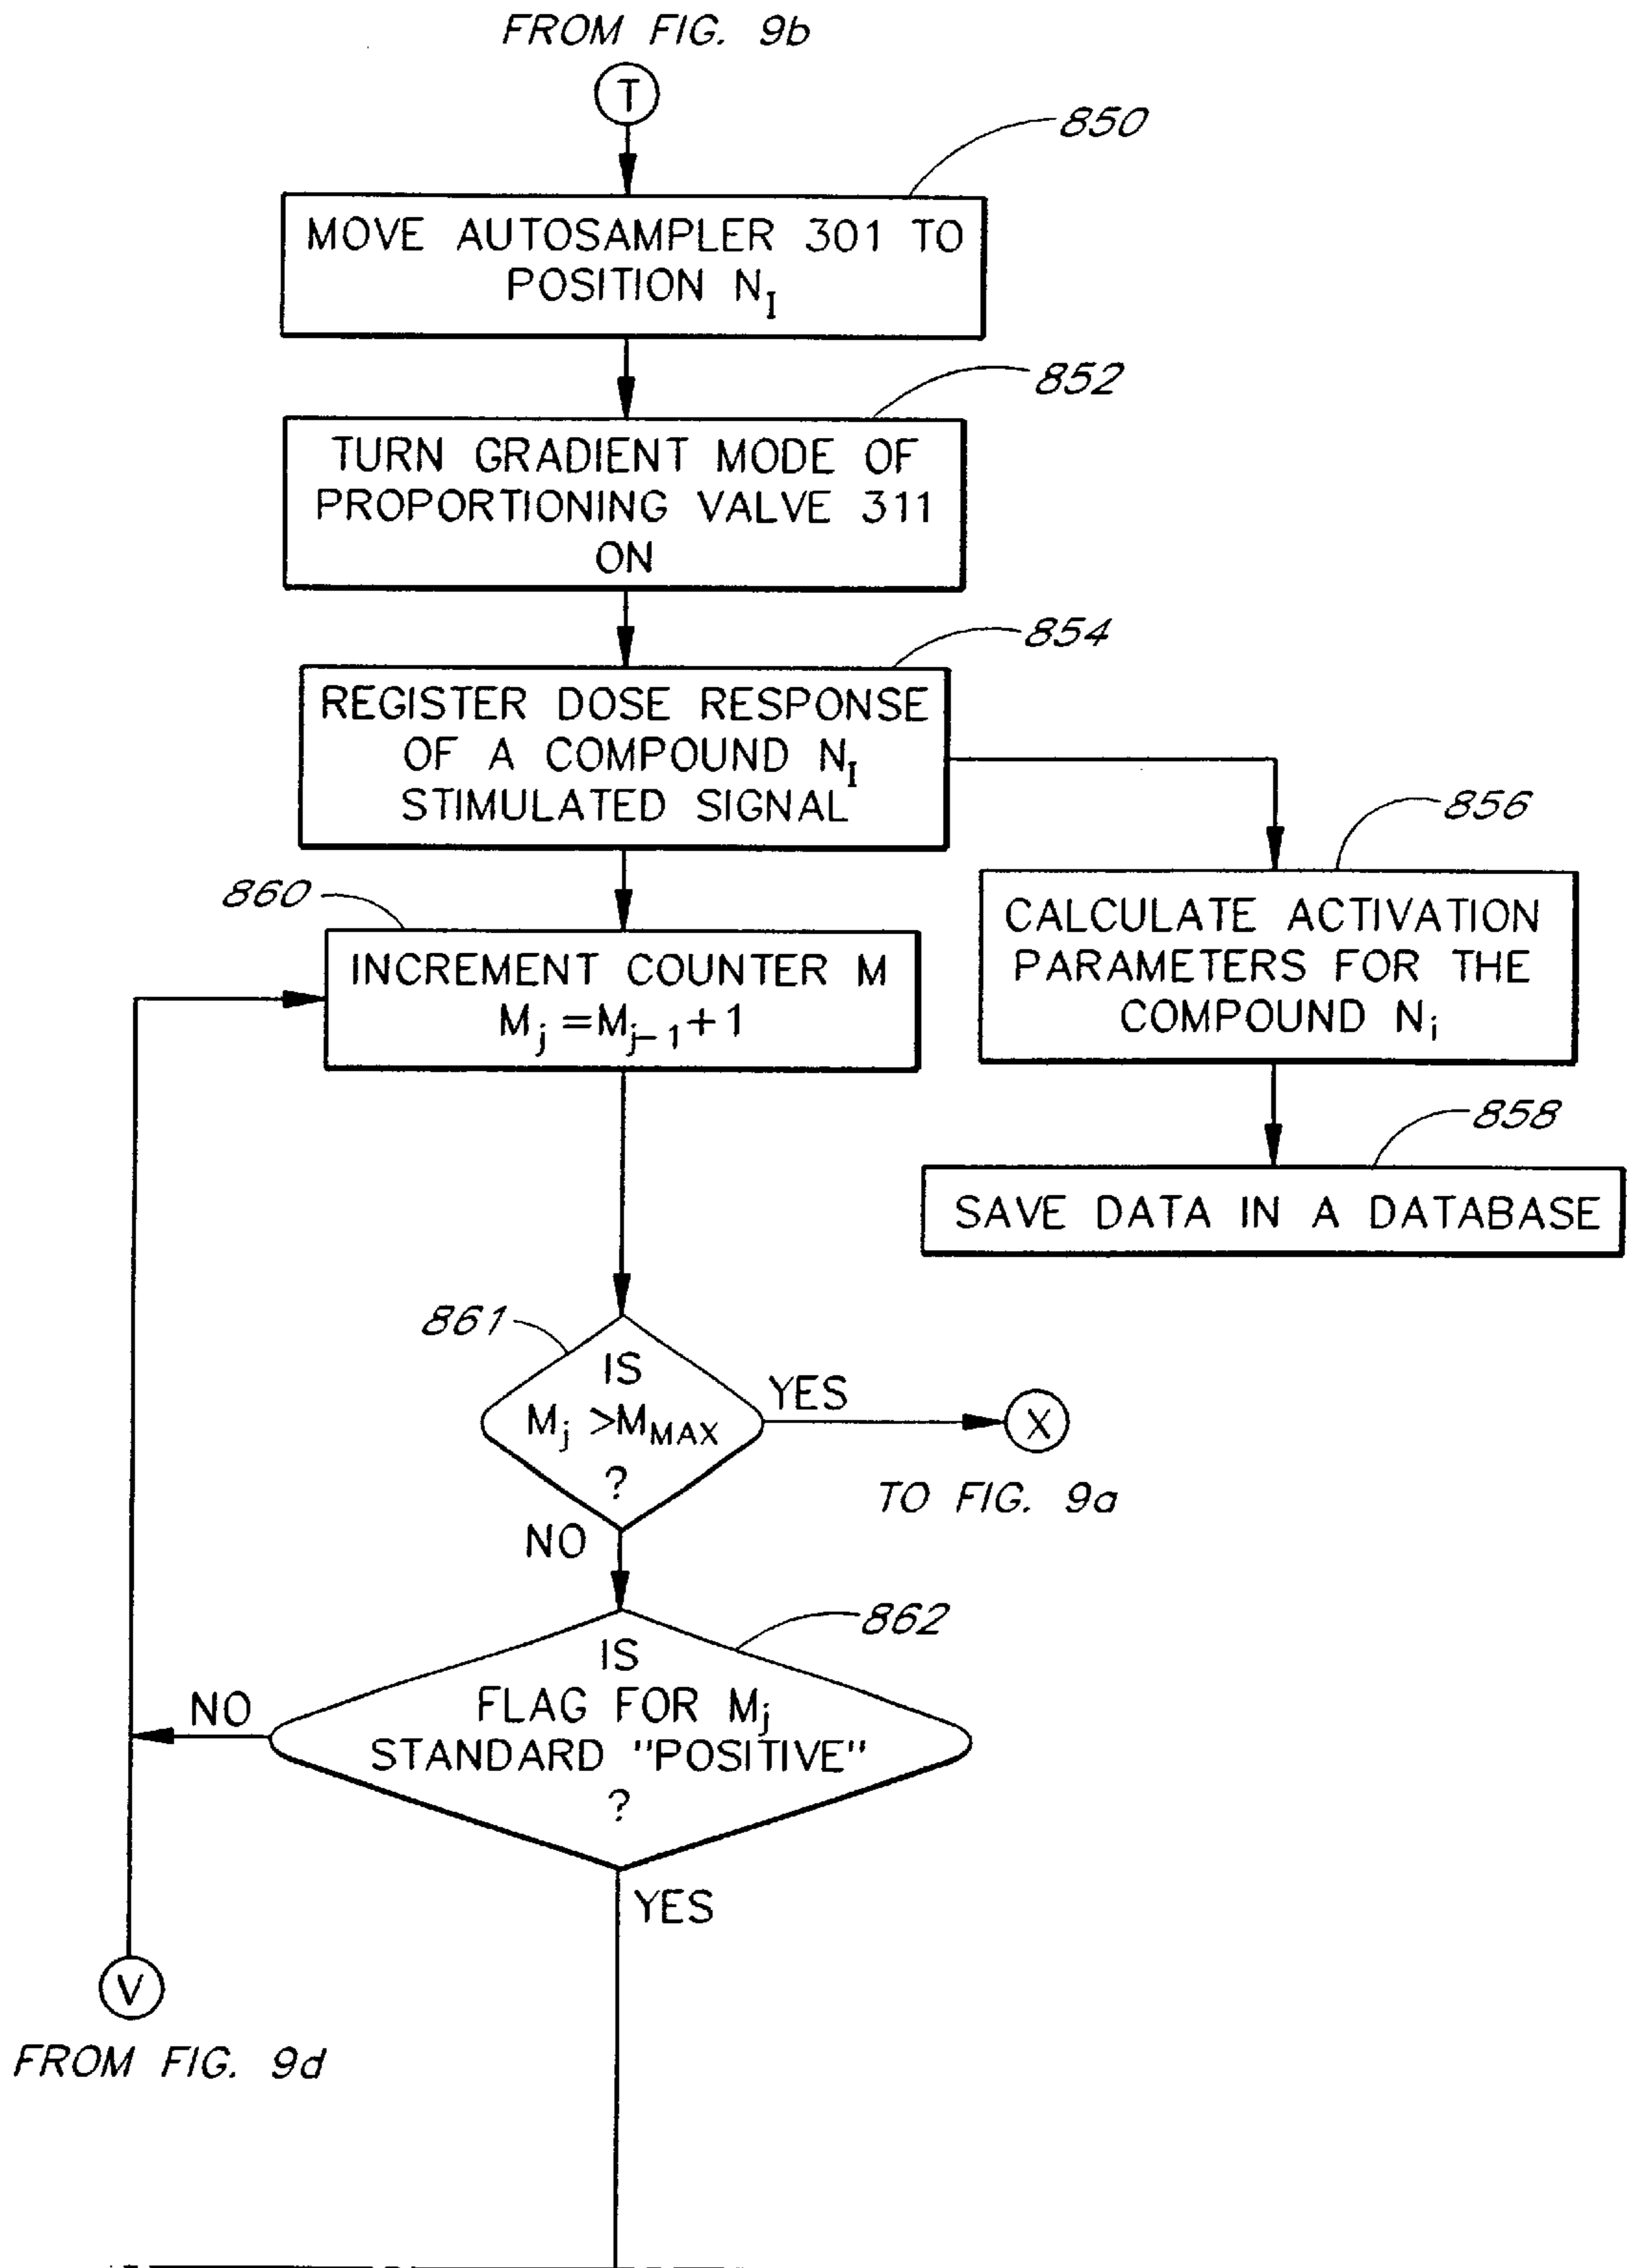 FROM FIG. 9b
T
850
MOVE AUTOSAMPLER 301 TO
POSITION N_I
852
TURN GRADIENT MODE OF
PROPORTIONING VALVE 311
ON
854
REGISTER DOSE RESPONSE
OF A COMPOUND N_I
STIMULATED SIGNAL
856
CALCULATE ACTIVATION
PARAMETERS FOR THE
COMPOUND N_i
858
SAVE DATA IN A DATABASE
860
INCREMENT COUNTER M
M_j =M_j-1+1
861
IS
M_j >M_MAX
?
YES
X
TO FIG. 9a
NO
862
IS
FLAG FOR M_j
STANDARD "POSITIVE"
?
NO
YES
V
FROM FIG. 9d